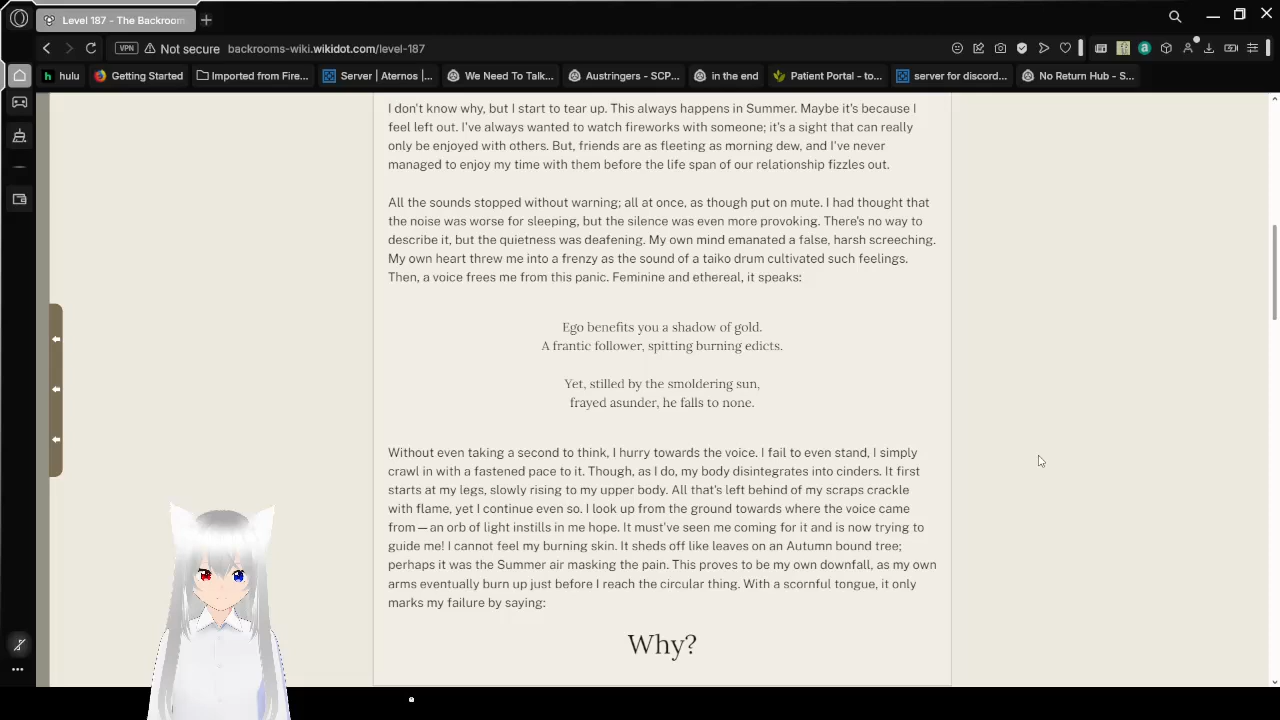 Level 187 - The Backroom
VPN
Not secure
backrooms-wiki.wikidot.com/level-187
hulu
Getting Started
Imported from Fire...
Server | Aternos |...
We Need To Talk...
Austringers - SCP...
in the end
Patient Portal - to...
server for discord...
No Return Hub - S...
I don't know why, but I start to tear up. This always happens in Summer. Maybe it's because I
feel left out. I've always wanted to watch fireworks with someone; it's a sight that can really
only be enjoyed with others. But, friends are as fleeting as morning dew, and I've never
managed to enjoy my time with them before the life span of our relationship fizzles out.
All the sounds stopped without warning; all at once, as though put on mute. I had thought that
the noise was worse for sleeping, but the silence was even more provoking. There's no way to
describe it, but the quietness was deafening. My own mind emanated a false, harsh screeching.
My own heart threw me into a frenzy as the sound of a taiko drum cultivated such feelings.
Then, a voice frees me from this panic. Feminine and ethereal, it speaks:
Ego benefits you a shadow of gold.
A frantic follower, spitting burning edicts.
Yet, stilled by the smoldering sun,
frayed asunder, he falls to none.
Without even taking a second to think, I hurry towards the voice. I fail to even stand, I simply
crawl in with a fastened pace to it. Though, as I do, my body disintegrates into cinders. It first
starts at my legs, slowly rising to my upper body. All that's left behind of my scraps crackle
with flame, yet I continue even so. I look up from the ground towards where the voice came
from — an orb of light instills in me hope. It must've seen me coming for it and is now trying to
guide me! I cannot feel my burning skin. It sheds off like leaves on an Autumn bound tree;
perhaps it was the Summer air masking the pain. This proves to be my own downfall, as my own
arms eventually burn up just before I reach the circular thing. With a scornful tongue, it only
marks my failure by saying:
Why?